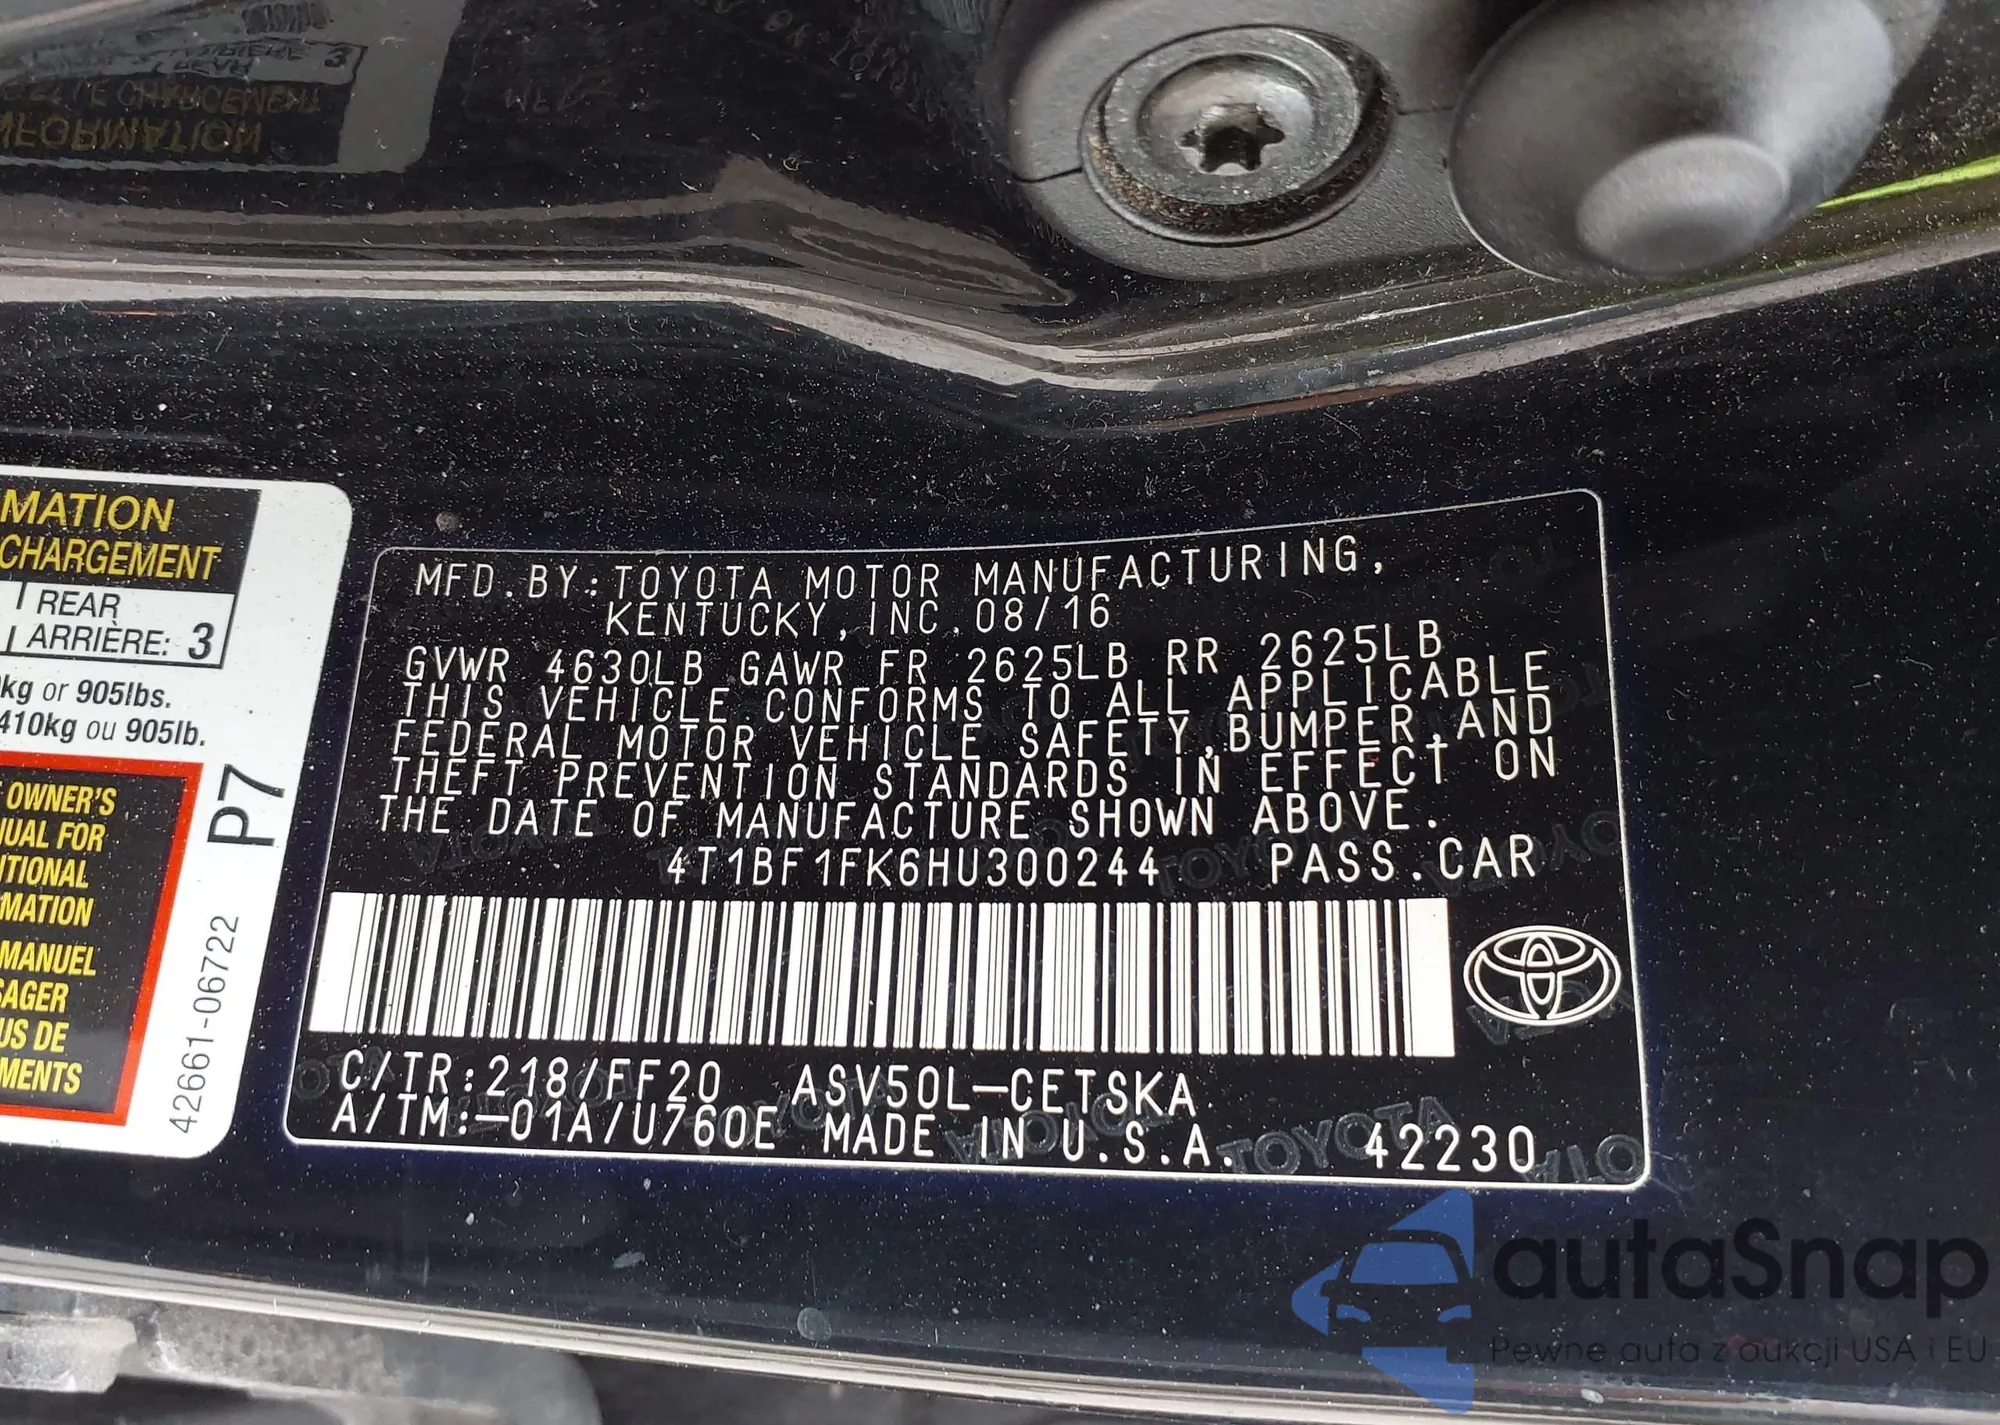 MATION
CHARGEMENT
REAR
ARRIÈRE: 3
kg or 905lbs.
410kg ou 905lb.
OWNER'S
UAL FOR
ITIONAL
MATION
MANUEL
SAGER
US DE
MENTS
P7
42661-06722
MFD.BY:TOYOTA MOTOR MANUFACTURING,
KENTUCKY,INC.08/16
GVWR 4630LB GAWR FR 2625LB RR 2625LB
THIS VEHICLE CONFORMS TO ALL APPLICABLE
FEDERAL MOTOR VEHICLE SAFETY,BUMPER,AND
THEFT PREVENTION STANDARDS IN EFFECT ON
THE DATE OF MANUFACTURE SHOWN ABOVE.
4T1BF1FK6HU300244 PASS.CAR
C/TR:218/FF20 ASV50L-CETSKA
A/TM:-01A/U760E MADE IN U.S.A. 42230
autaSnap
Pewne auta z aukcji USA i EU